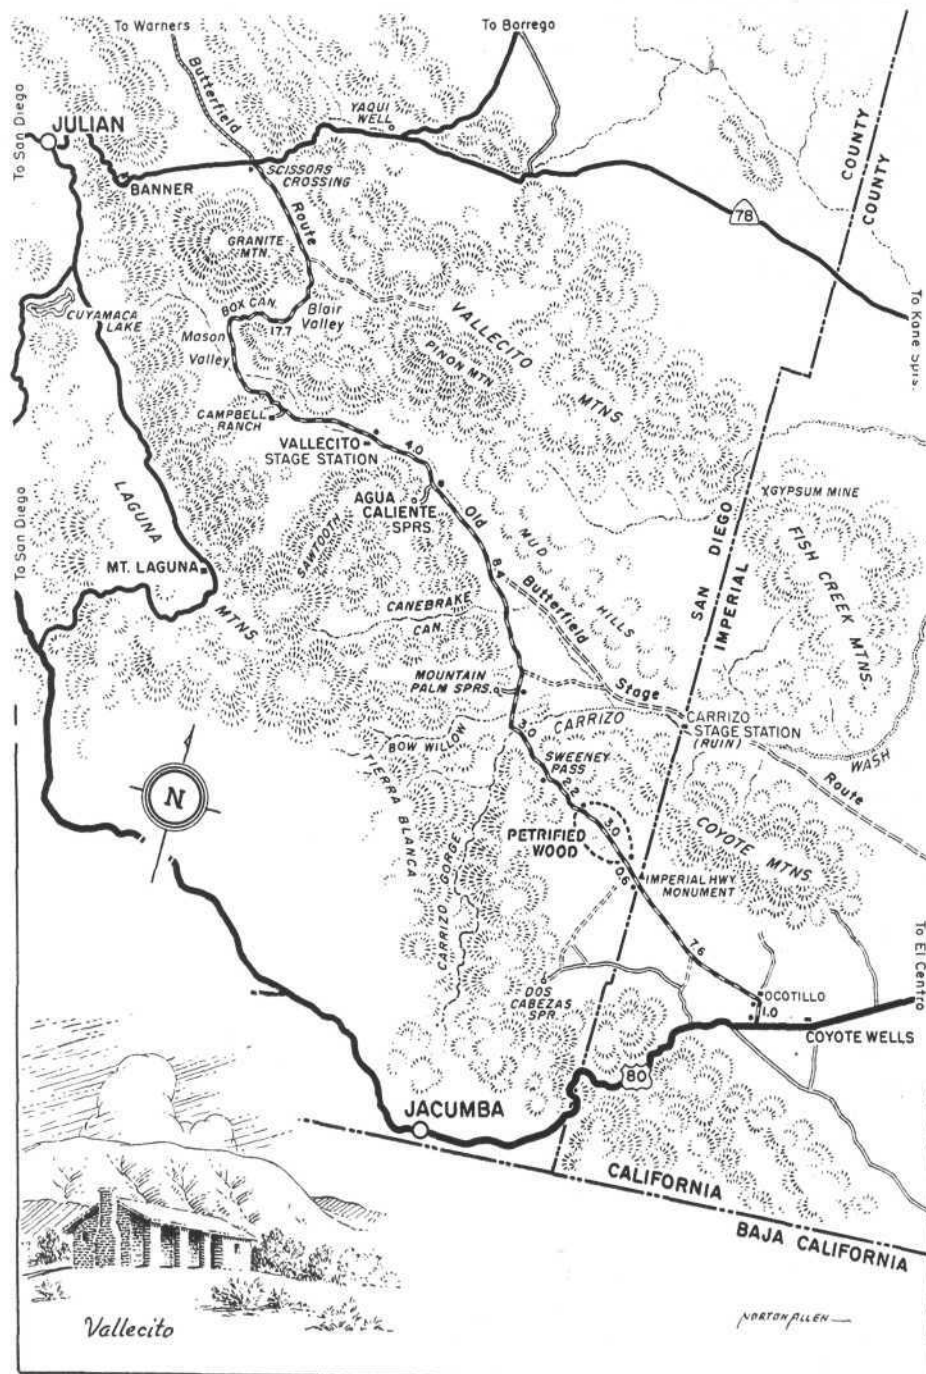 To Warners
To Borrego
To San Diego
JULIAN
Butterfield
YAQUI
WELL
COUNTY
COUNTY
BANNER
SCISSORS
CROSSING
Route
78
GRANITE
MTN.
BOX CAN.
17.7
Blair
Valley
CUYAMACA
LAKE
Mason
Valley
VALLECITO
MTNS
PINON MTN.
To Kane Sprs.
CAMPBELL
RANCH
VALLECITO
STAGE STATION
4.0
AGUA
CALIENTE
SPRS.
Old
LAGUNA
MTNS
SAWTOOTH
MUD
HILLS
GYPSUM MINE
SAN DIEGO
IMPERIAL
FISH CREEK MTNS.
To San Diego
MT. LAGUNA
8.4
Butterfield
CANEBRAKE
CAN.
Stage
MOUNTAIN
PALM SPRS.
CARRIZO
CARRIZO
STAGE STATION
(RUIN)
WASH
Route
3.0
BOW WILLOW
TIERRA BLANCA
SWEENEY
PASS
2.2
N
PETRIFIED
WOOD
3.0
0.6
COYOTE MTNS
IMPERIAL HWY.
MONUMENT
CARRIZO GORGE
7.6
To El Centro
DOS
CABEZAS
SPR.
OCOTILLO
1.0
COYOTE WELLS
80
JACUMBA
CALIFORNIA
BAJA CALIFORNIA
Vallecito
NORTON ALLEN